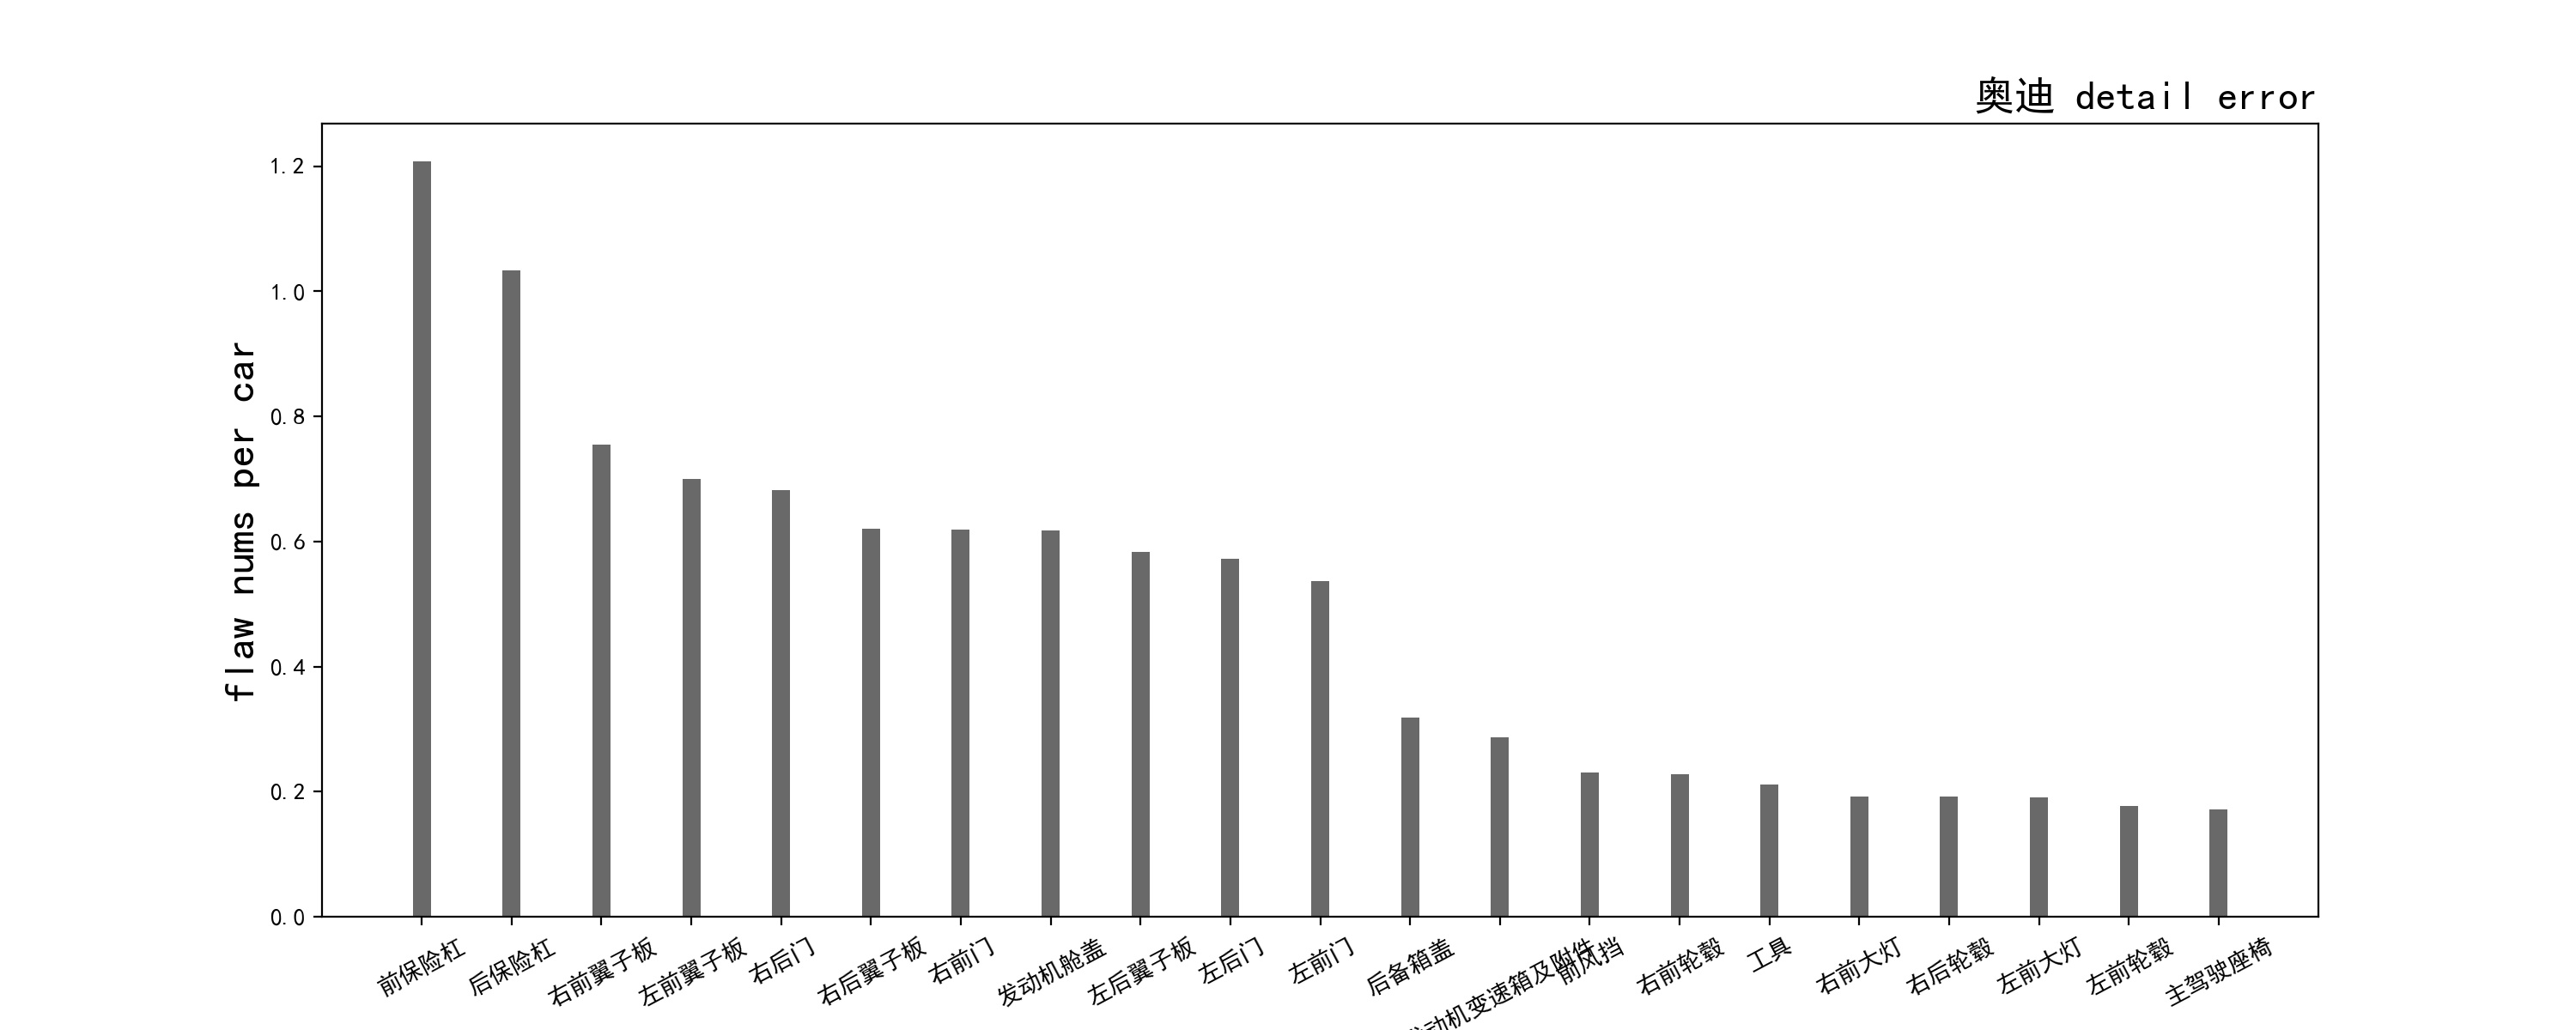 奥迪 detail error
flaw nums per car
1.2
1.0
0.8
0.6
0.4
0.2
0.0
前保险杠
后保险杠
右前翼子板
左前翼子板
右后门
右后翼子板
右前门
发动机舱盖
左后翼子板
左后门
左前门
后备箱盖
发动机变速箱及附件
前风挡
右前轮毂
工具
右前大灯
右后轮毂
左前大灯
左前轮毂
主驾驶座椅